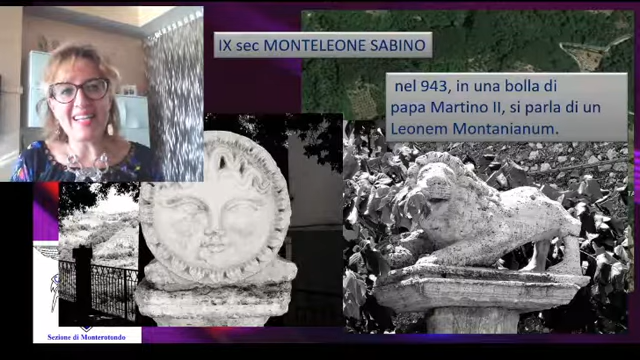 IX sec MONTELEONE SABINO
nel 943, in una bolla di
papa Martino II, si parla di un
Leonem Montanianum.
Sezione di Monterotondo